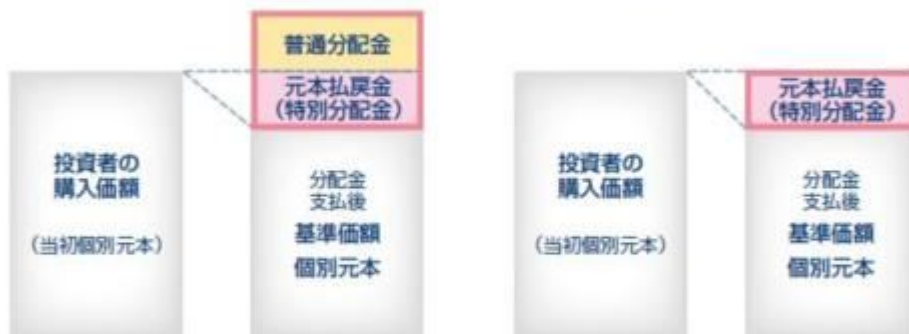 普通分配金
元本払戻金
(特別分配金)
投資者の
購入価額
(当初個別元本)
分配金
支払後
基準価額
個別元本
元本払戻金
(特別分配金)
投資者の
購入価額
(当初個別元本)
分配金
支払後
基準価額
個別元本